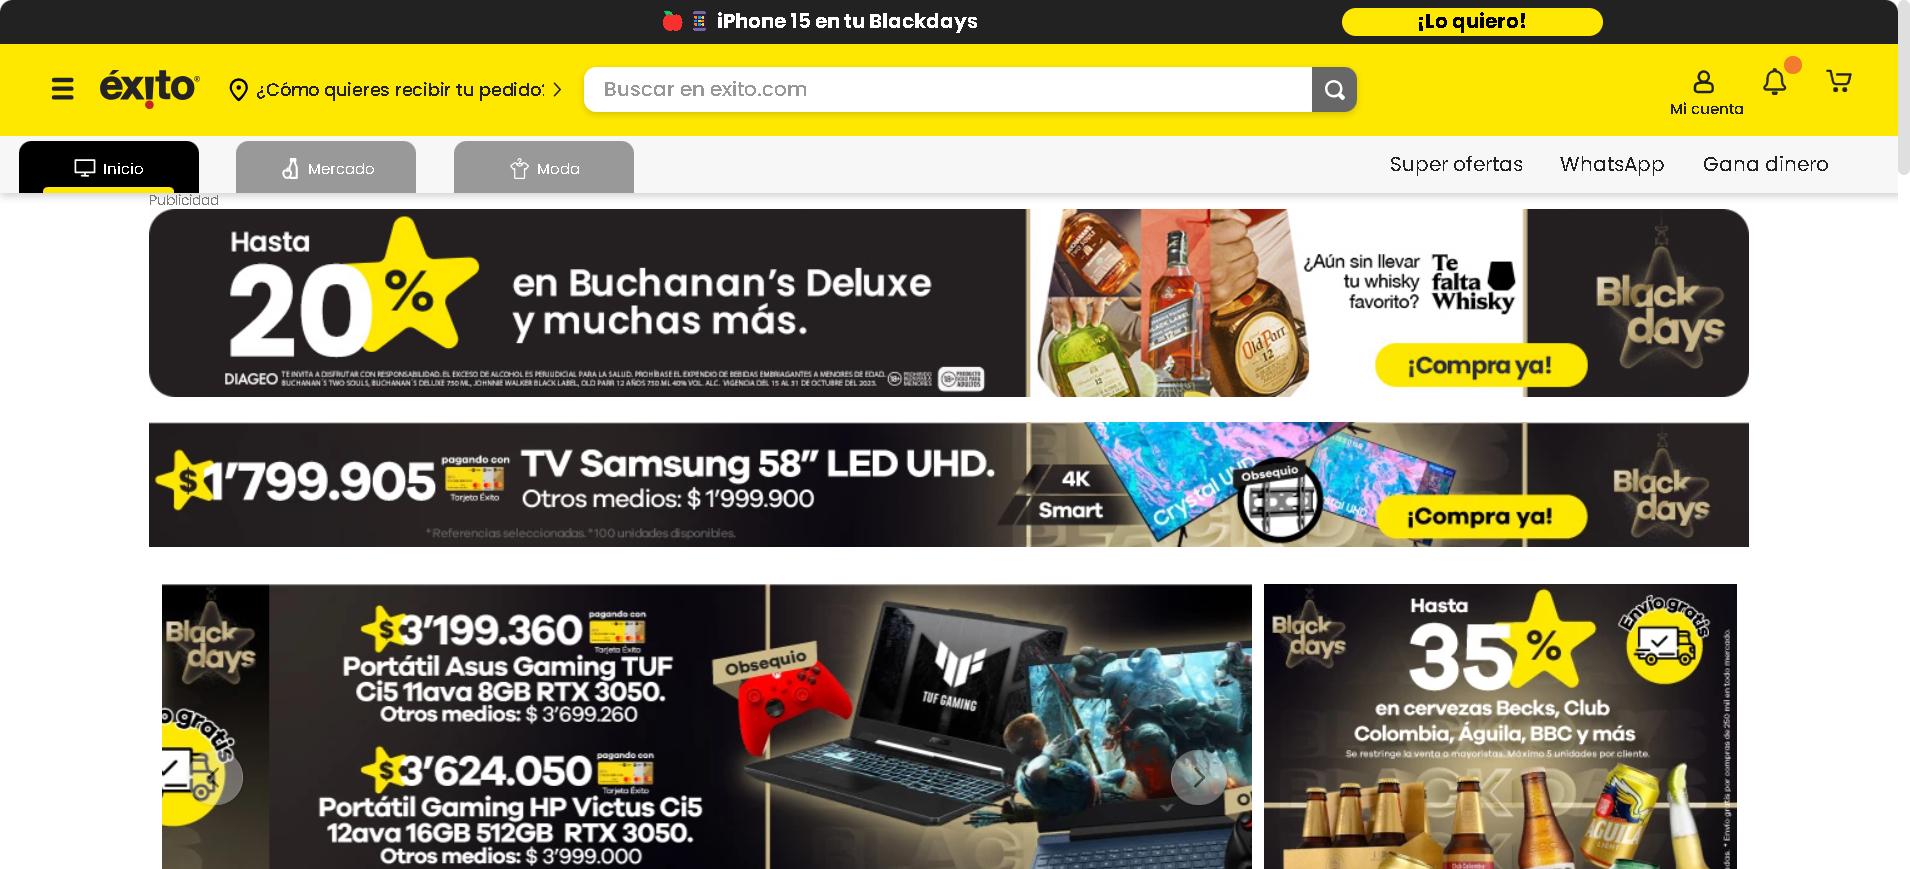 iPhone 15 en tu Blackdays
¡Lo quiero!
éxito
¿Cómo quieres recibir tu pedido?
Buscar en exito.com
Mi cuenta
Inicio
Mercado
Moda
Super ofertas
WhatsApp
Gana dinero
Publicidad
Hasta
20%
en Buchanan's Deluxe
y muchas más.
DIAGEO
TE INVITA A DISFRUTAR CON RESPONSABILIDAD. EL EXCESO DE ALCOHOL ES PERJUDICIAL PARA LA SALUD. PROHÍBASE EL EXPENDIO DE BEBIDAS EMBRIAGANTES A MENORES DE EDAD.
BUCHANAN'S TWO SOULS, BUCHANAN'S DELUXE 750 ML, JOHNNIE WALKER BLACK LABEL, OLD PARR 12 AÑOS 750 ML 40% VOL. ALC. VIGENCIA DEL 15 AL 31 DE OCTUBRE DEL 2023.
¿Aún sin llevar
tu whisky
favorito?
Te
falta
Whisky
¡Compra ya!
Black
days
$1'799.905
pagando con
Tarjeta Éxito
TV Samsung 58" LED UHD.
Otros medios: $ 1'999.900
*Referencias seleccionadas. *100 unidades disponibles.
4K
Smart
Crystal UHD
Obsequio
¡Compra ya!
Black
days
Black
days
$3'199.360
pagando con
Tarjeta Éxito
Portátil Asus Gaming TUF
Ci5 11ava 8GB RTX 3050.
Otros medios: $ 3'699.260
$3'624.050
pagando con
Tarjeta Éxito
Portátil Gaming HP Victus Ci5
12ava 16GB 512GB RTX 3050.
Otros medios: $ 3'999.000
Obsequio
TUF GAMING
Black
days
Hasta
35%
Envío gratis
en cervezas Becks, Club
Colombia, Águila, BBC y más
Se restringe la venta a mayoristas. Máximo 5 unidades por cliente.
* Envío gratis por compras de 250 mil en todo mercado.